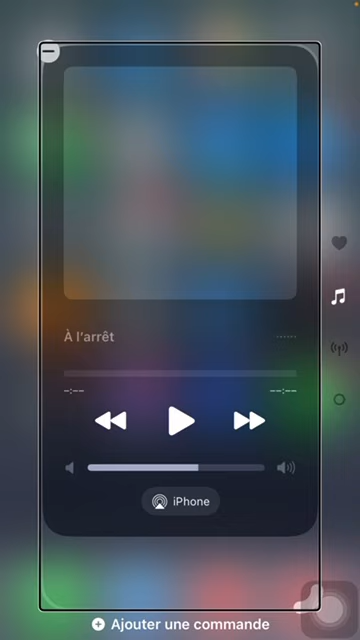 À l'arrêt
--:--
--:--
iPhone
Ajouter une commande